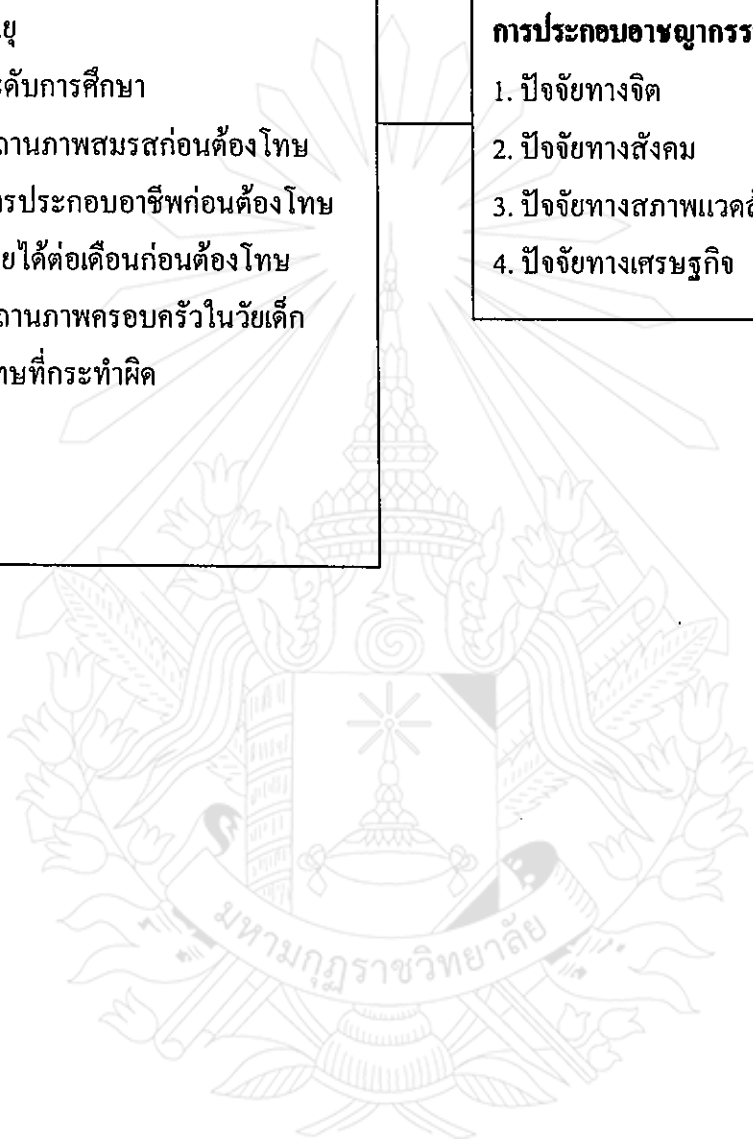 ยุ
ะดับการศึกษา
ถานภาพสมรสก่อนต้องโทษ
ารประกอบอาชีพก่อนต้องโทษ
ยได้ต่อเดือนก่อนต้องโทษ
ถานภาพครอบครัวในวัยเด็ก
ทษที่กระทำผิด
การประกอบอาชญากรร
1. ปัจจัยทางจิต
2. ปัจจัยทางสังคม
3. ปัจจัยทางสภาพแวดล้
4. ปัจจัยทางเศรษฐกิจ
มหามกุฏราชวิทยาลัย